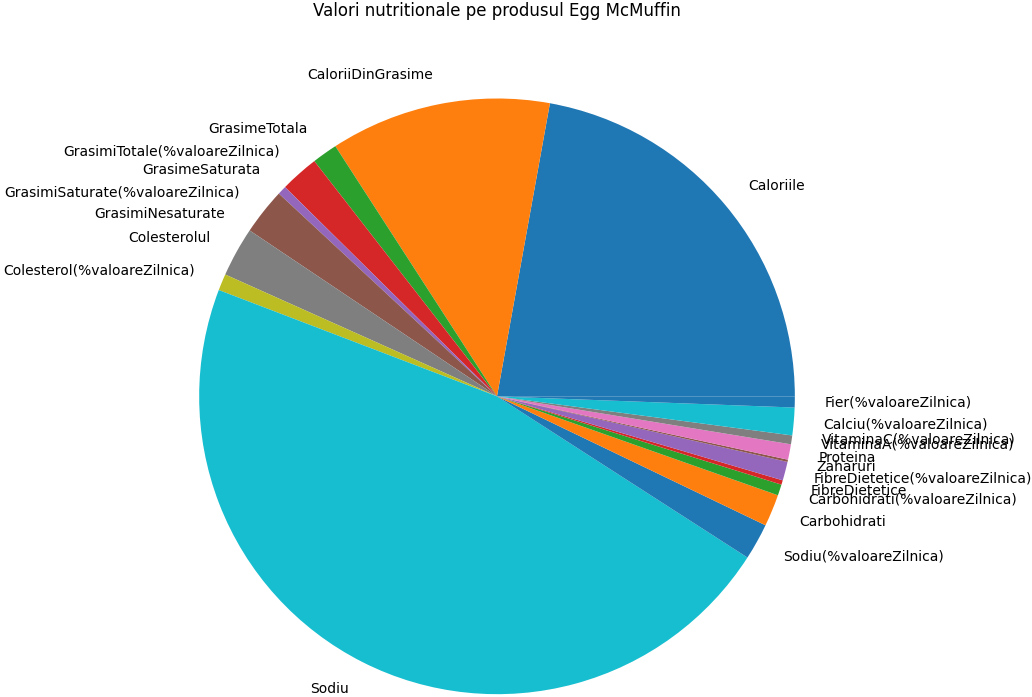 Valori nutritionale pe produsul Egg McMuffin
CaloriiDinGrasime
GrasimeTotala
GrasimiTotale(%valoareZilnica)
GrasimeSaturata
Caloriile
GrasimiSaturate(%valoareZilnica)
GrasimiNesaturate
Colesterolul
Colesterol(%valoareZilnica)
Fier(%valoareZilnica)
Calciu(%valoareZilnica)
VitaminaC(%valoareZilnica)
VitaminaA(%valoareZilnica)
Proteina
Zaharuri
FibreDietetice(%valoareZilnica)
FibreDietetice
Carbohidrati(%valoareZilnica)
Carbohidrati
Sodiu(%valoareZilnica)
Sodiu